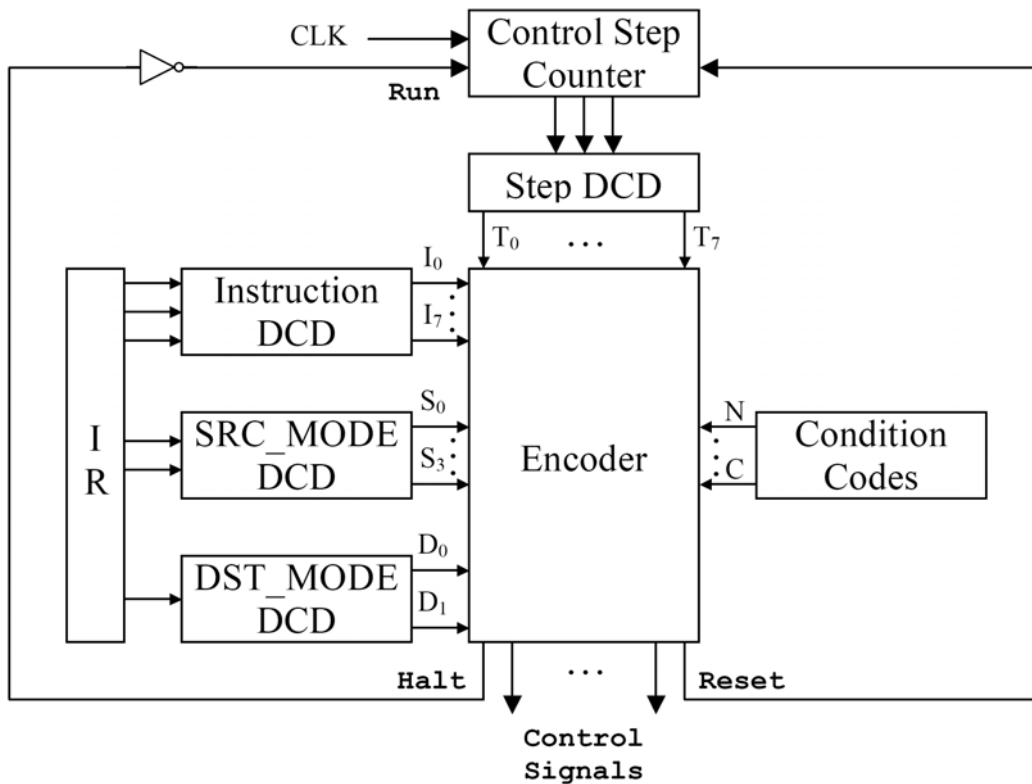 CLK
Control Step
Counter
Run
Step DCD
T₀
...
T₇
I
R
Instruction
DCD
I₀
I₇
SRC_MODE
DCD
S₀
S₃
DST_MODE
DCD
D₀
D₁
Encoder
N
C
Condition
Codes
Halt
...
Reset
Control
Signals